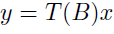 y = T(B)x